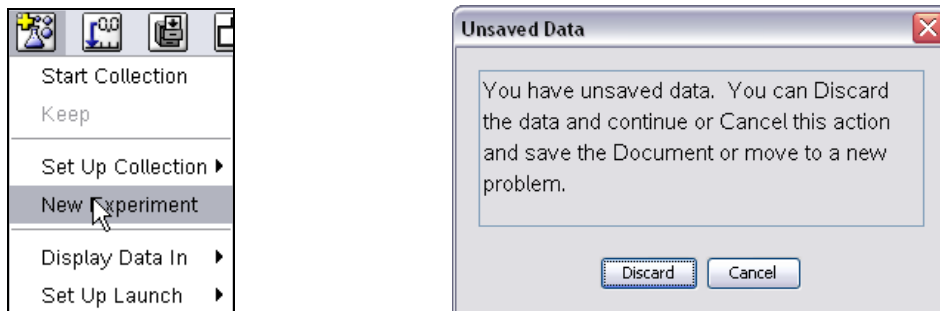 0.0
Start Collection
Keep
Set Up Collection
New Experiment
Display Data In
Set Up Launch
Unsaved Data
You have unsaved data. You can Discard
the data and continue or Cancel this action
and save the Document or move to a new
problem.
Discard
Cancel